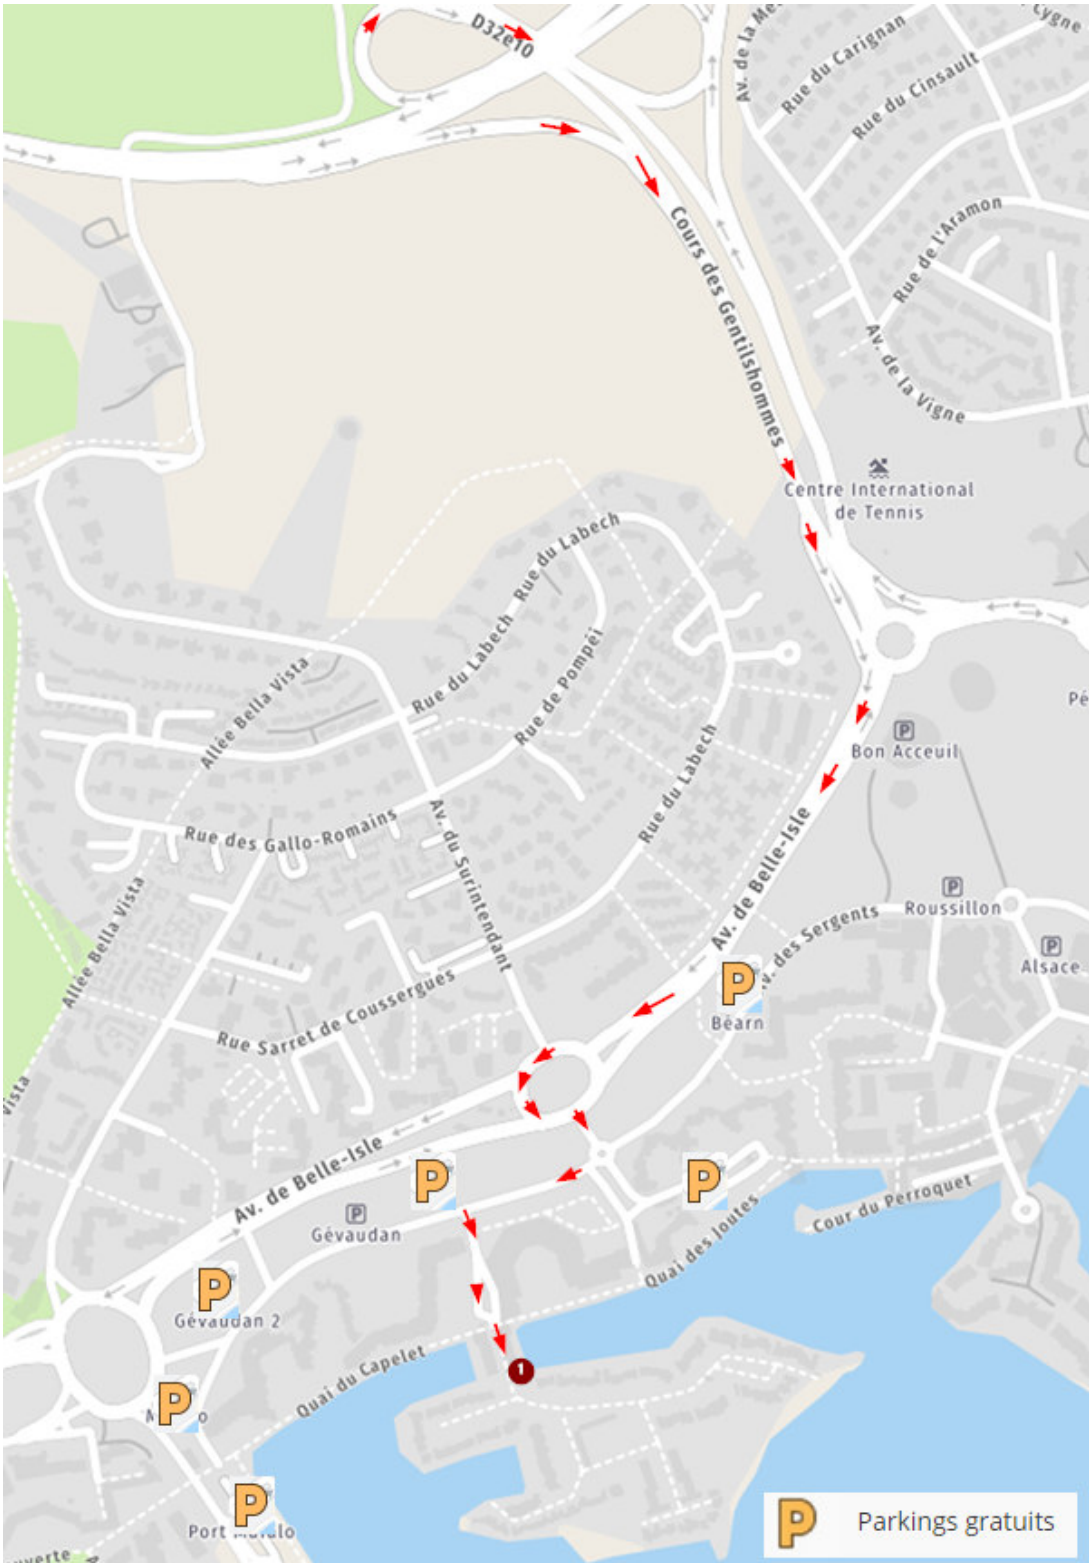 D32e10
Av. de la Me
Rue du Carignan
Cygne
Rue du Cinsault
Cours des Gentilshommes
Rue de l'Aramon
Av. de la Vigne
Centre International
de Tennis
Rue du Labech
Rue du Labech
Rue de Pompéi
Allée Bella Vista
Pé
P
Bon Acceuil
Rue du Labech
Rue des Gallo-Romains
Av. du Surintendant
Av. de Belle-Isle
P
Roussillon
Av. des Sergents
Allée Bella Vista
P
Alsace
P
Béarn
Rue Sarret de Coussergues
Vista
Av. de Belle-Isle
P
P
P
Gévaudan
Quai des Joutes
Cour du Perroquet
P
Gévaudan 2
Quai du Capelet
1
P
P
Port
P
Parkings gratuits